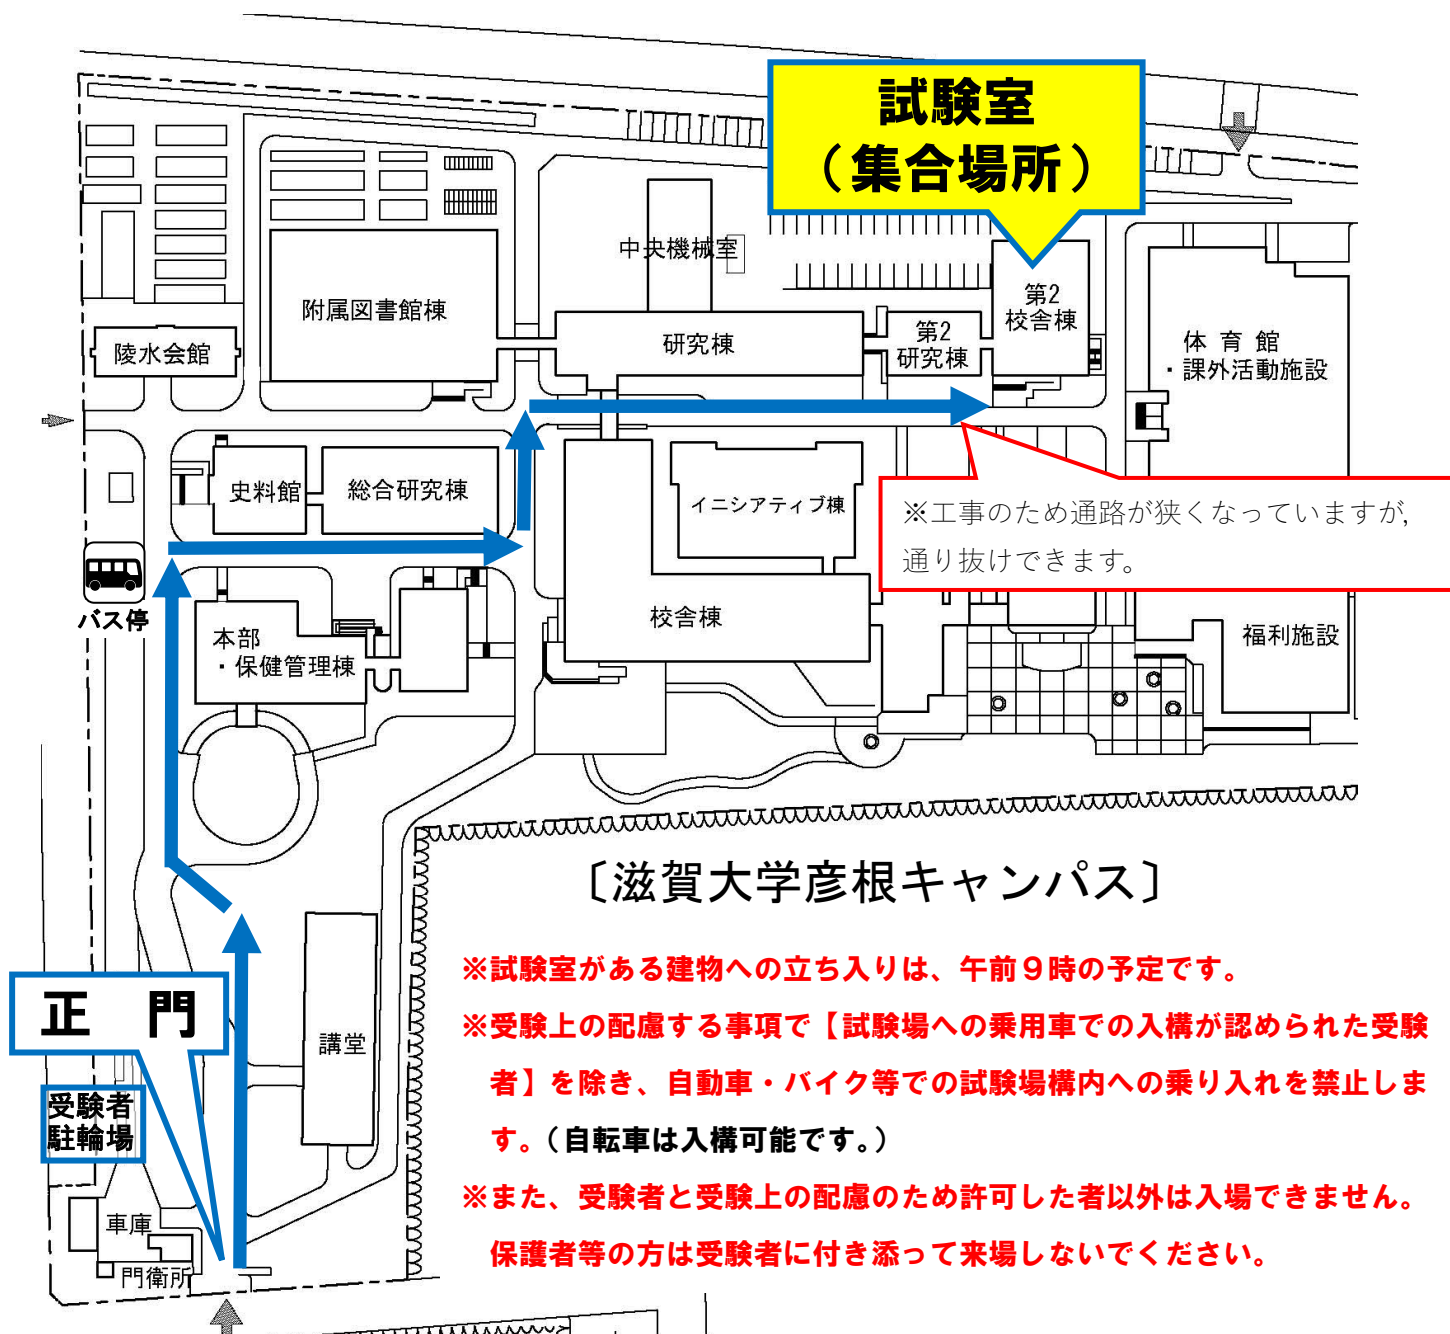 試験室
（集合場所）
中央機械室
附属図書館棟
第2
校舎棟
第2
研究棟
研究棟
体 育 館
・課外活動施設
陵水会館
史料館
総合研究棟
イニシアティブ棟
※工事のため通路が狭くなっていますが，
通り抜けできます。
バス停
本部
・保健管理棟
校舎棟
福利施設
〔滋賀大学彦根キャンパス〕
※試験室がある建物への立ち入りは、午前９時の予定です。
※受験上の配慮する事項で【試験場への乗用車での入構が認められた受験
者】を除き、自動車・バイク等での試験場構内への乗り入れを禁止しま
す。（自転車は入構可能です。）
※また、受験者と受験上の配慮のため許可した者以外は入場できません。
保護者等の方は受験者に付き添って来場しないでください。
正　門
講堂
受験者
駐輪場
車庫
門衛所